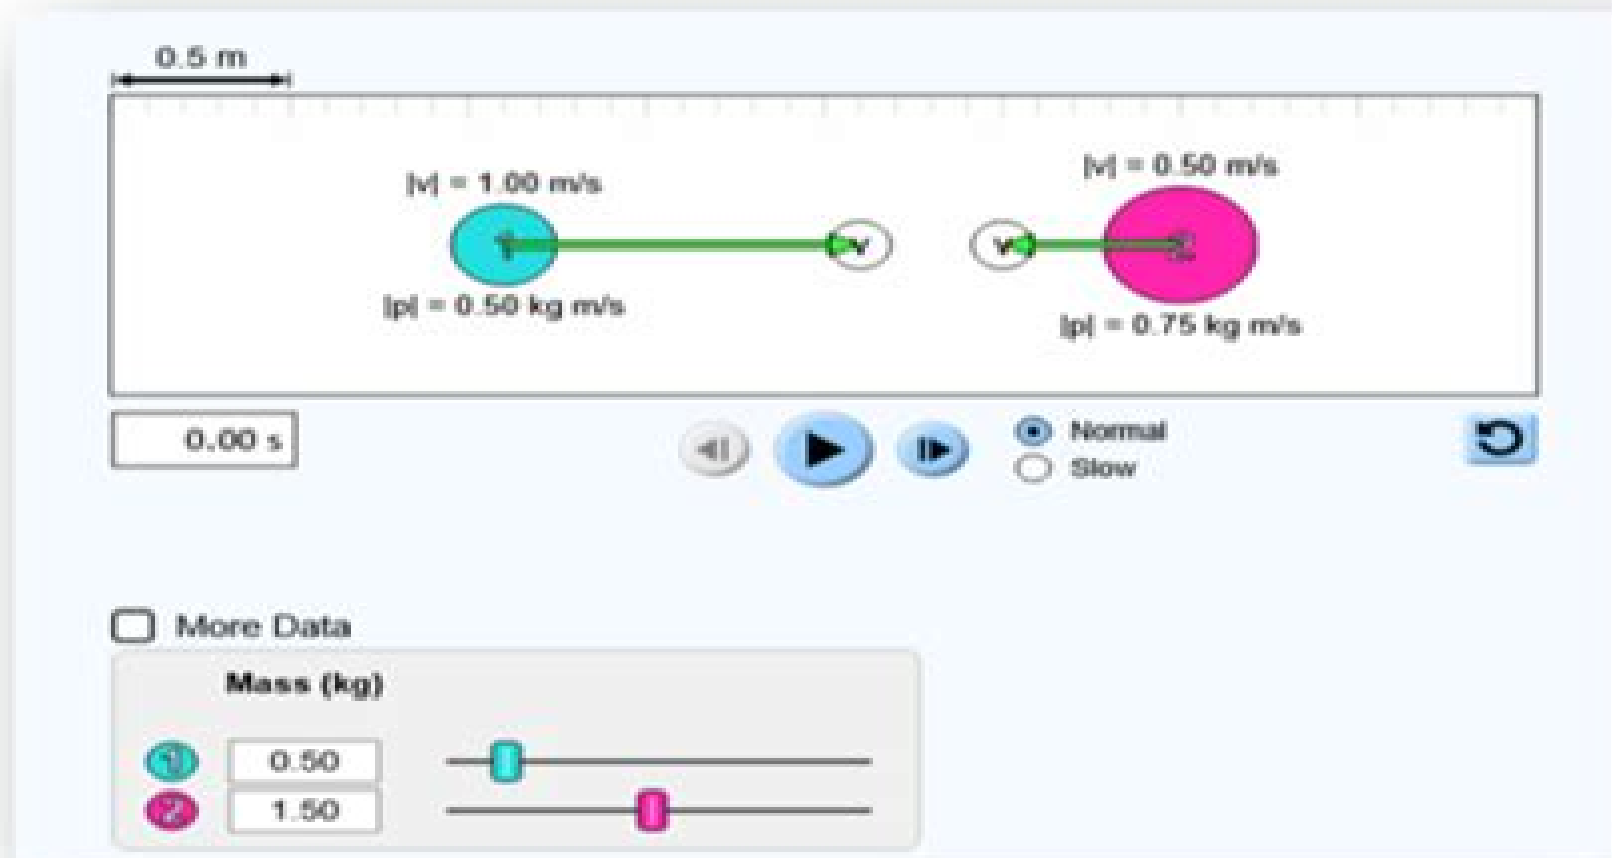 0.5 m
|v| = 1.00 m/s
|v| = 0.50 m/s
1
v
v
2
|p| = 0.50 kg m/s
|p| = 0.75 kg m/s
0.00 s
Normal
Slow
More Data
Mass (kg)
1 0.50
2 1.50